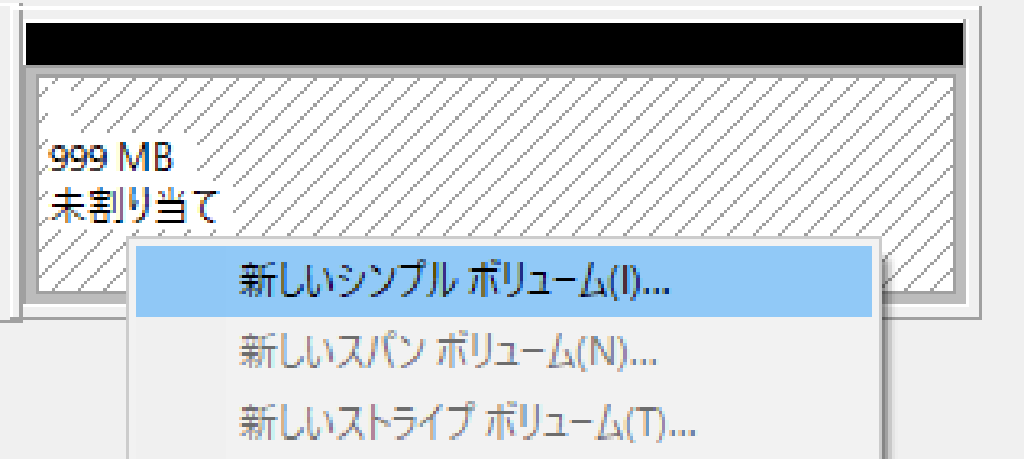 999 MB
未割り当て
新しいシンプル ボリューム(I)...
新しいスパン ボリューム(N)...
新しいストライプ ボリューム(T)...